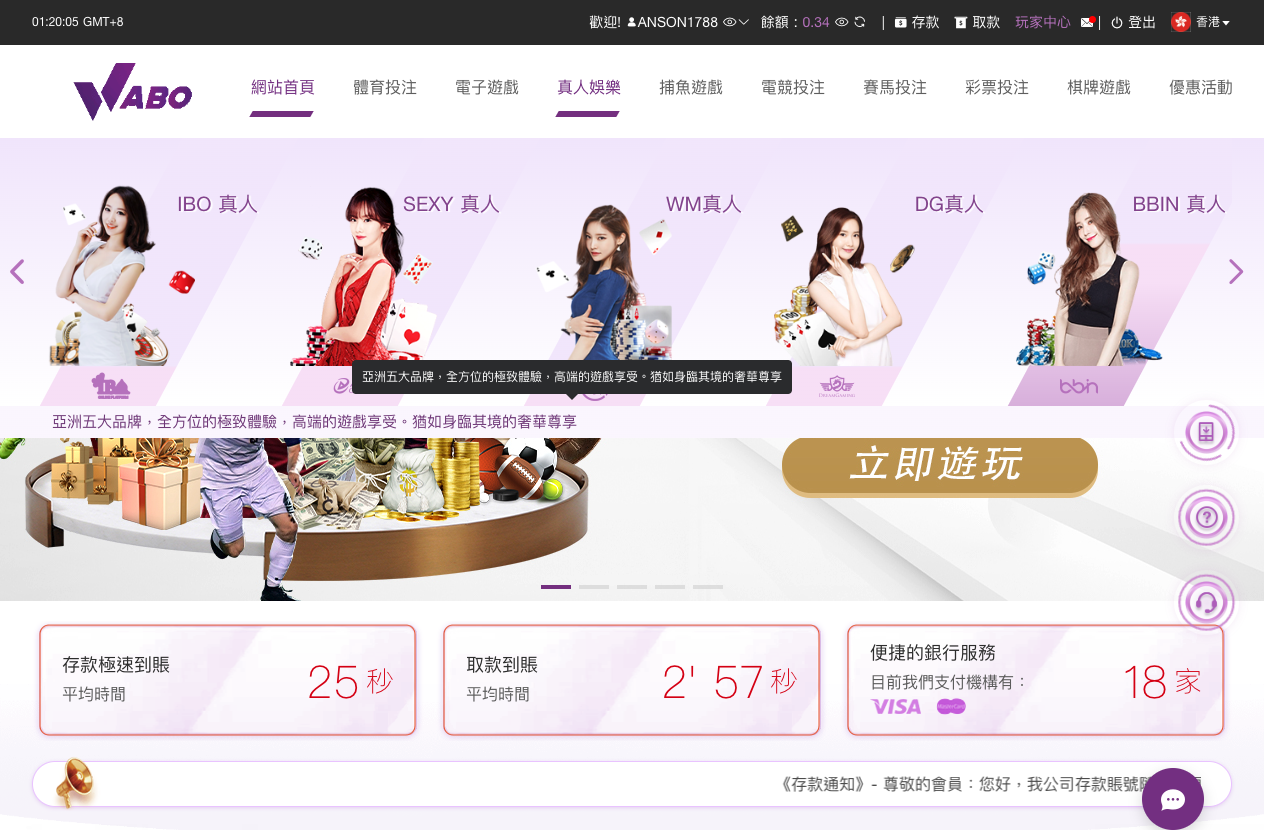 01:20:05 GMT+8
歡迎! ANSON1788 餘額 : 0.34 | 存款 取款 玩家中心 | 登出 香港
WABO
網站首頁 體育投注 電子遊戲 真人娛樂 捕魚遊戲 電競投注 賽馬投注 彩票投注 棋牌遊戲 優惠活動
IBO 真人 SEXY 真人 WM真人 DG真人 BBIN 真人
bbin
亞洲五大品牌，全方位的極致體驗，高端的遊戲享受。猶如身臨其境的奢華尊享
亞洲五大品牌，全方位的極致體驗，高端的遊戲享受。猶如身臨其境的奢華尊享
立即遊玩
存款極速到賬
平均時間
25 秒
取款到賬
平均時間
2' 57 秒
便捷的銀行服務
目前我們支付機構有：
VISA MasterCard
18 家
《存款通知》- 尊敬的會員：您好，我公司存款賬號